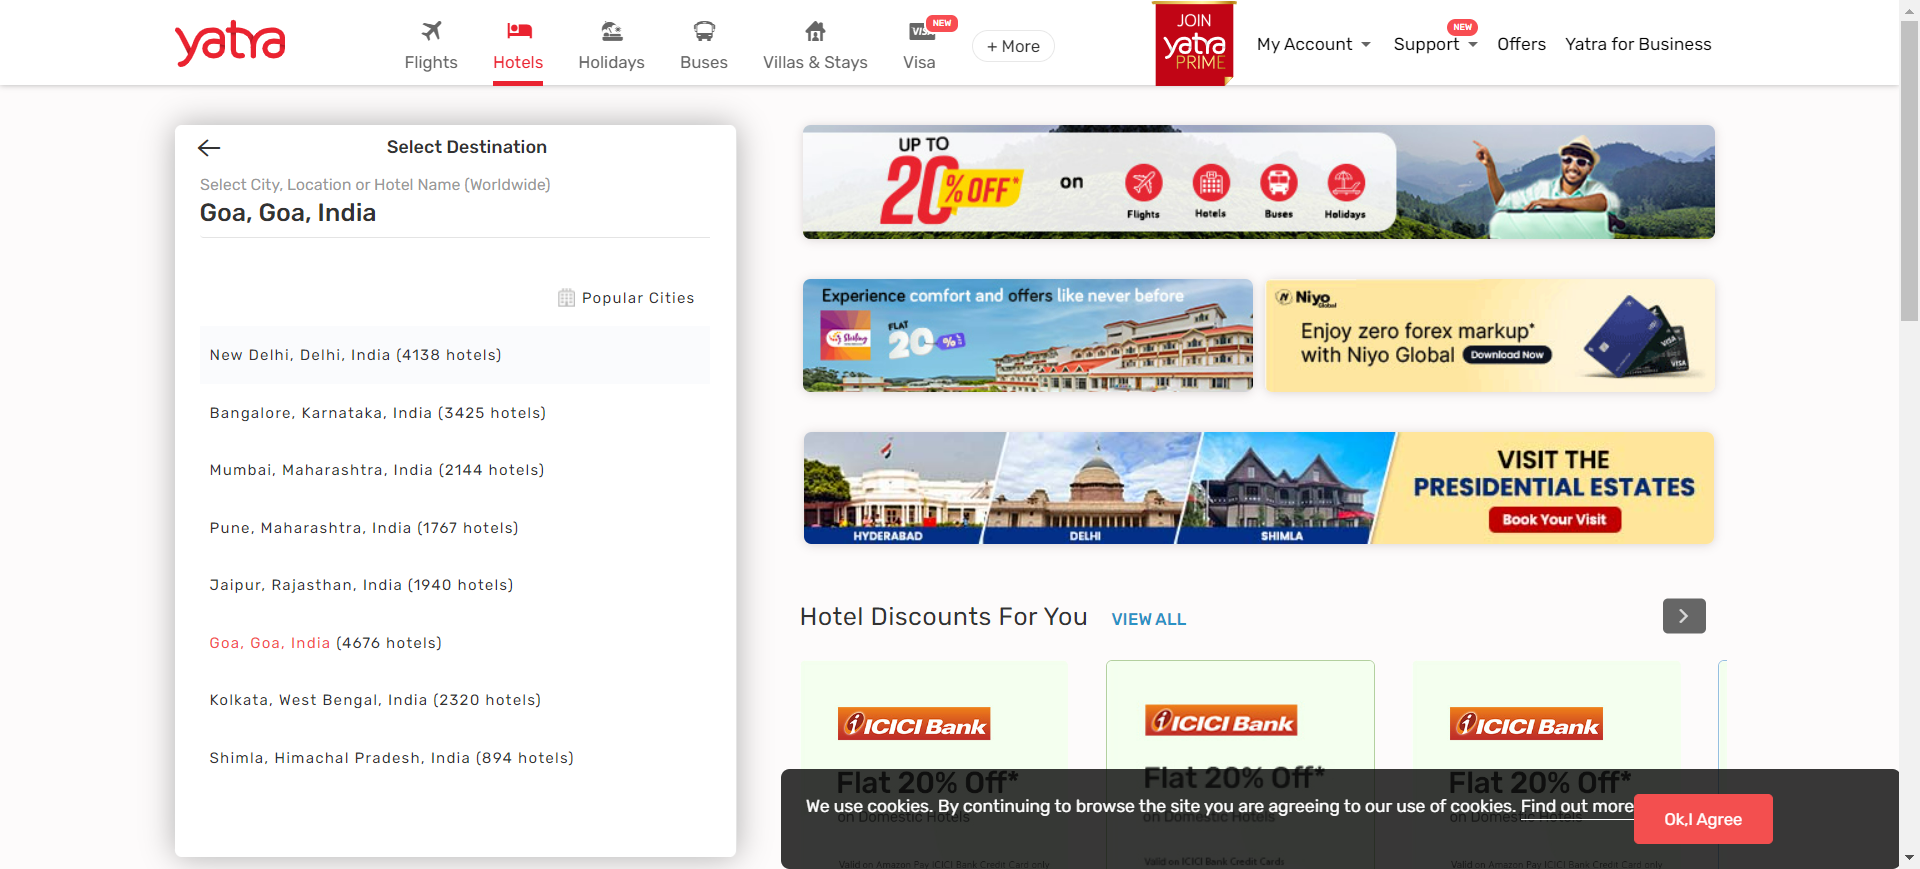 yatra
Flights
Hotels
Holidays
Buses
Villas & Stays
VISA
NEW
Visa
+ More
JOIN
yatra
PRIME
My Account
NEW
Support
Offers
Yatra for Business
Select Destination
Select City, Location or Hotel Name (Worldwide)
Goa, Goa, India
Popular Cities
New Delhi, Delhi, India (4138 hotels)
Bangalore, Karnataka, India (3425 hotels)
Mumbai, Maharashtra, India (2144 hotels)
Pune, Maharashtra, India (1767 hotels)
Jaipur, Rajasthan, India (1940 hotels)
Goa, Goa, India (4676 hotels)
Kolkata, West Bengal, India (2320 hotels)
Shimla, Himachal Pradesh, India (894 hotels)
UP TO
20% OFF*
on
Flights
Hotels
Buses
Holidays
Experience comfort and offers like never before
Sterling
FLAT
20%
Niyo
Global
Enjoy zero forex markup*
with Niyo Global
Download Now
VISA
VISA
HYDERABAD
DELHI
SHIMLA
VISIT THE
PRESIDENTIAL ESTATES
Book Your Visit
Hotel Discounts For You
VIEW ALL
ICICI Bank
Flat 20% Off*
on Domestic Hotels
Valid on Amazon Pay ICICI Bank Credit Card only
ICICI Bank
Flat 20% Off*
on Domestic Hotels
Valid on ICICI Bank Credit Cards
ICICI Bank
Flat 20% Off*
on Domestic Hotels
Valid on Amazon Pay ICICI Bank Credit Card only
We use cookies. By continuing to browse the site you are agreeing to our use of cookies. Find out more
Ok,I Agree